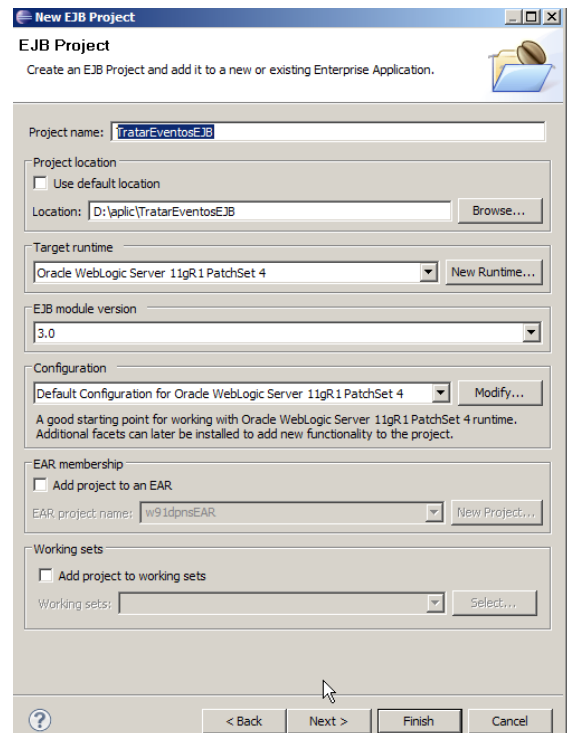 New EJB Project
EJB Project
Create an EJB Project and add it to a new or existing Enterprise Application.
Project name: TratarEventosEJB
Project location
Use default location
Location: D:\aplic\TratarEventosEJB Browse...
Target runtime
Oracle WebLogic Server 11gR1 PatchSet 4 New Runtime...
EJB module version
3.0
Configuration
Default Configuration for Oracle WebLogic Server 11gR1 PatchSet 4 Modify...
A good starting point for working with Oracle WebLogic Server 11gR1 PatchSet 4 runtime.
Additional facets can later be installed to add new functionality to the project.
EAR membership
Add project to an EAR
EAR project name: w91dpnsEAR New Project...
Working sets
Add project to working sets
Working sets: Select...
? < Back Next > Finish Cancel